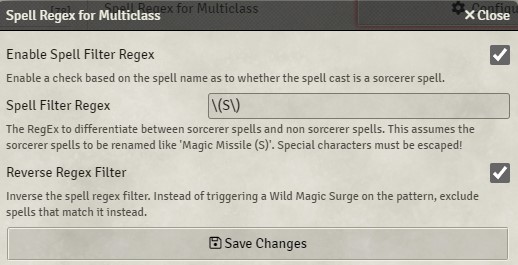 Spell Regex for Multiclass
Close
Enable Spell Filter Regex
Enable a check based on the spell name as to whether the spell cast is a sorcerer spell.
Spell Filter Regex
\(S\)
The RegEx to differentiate between sorcerer spells and non sorcerer spells. This assumes the
sorcerer spells to be renamed like 'Magic Missile (S)'. Special characters must be escaped!
Reverse Regex Filter
Inverse the spell regex filter. Instead of triggering a Wild Magic Surge on the pattern, exclude
spells that match it instead.
Save Changes